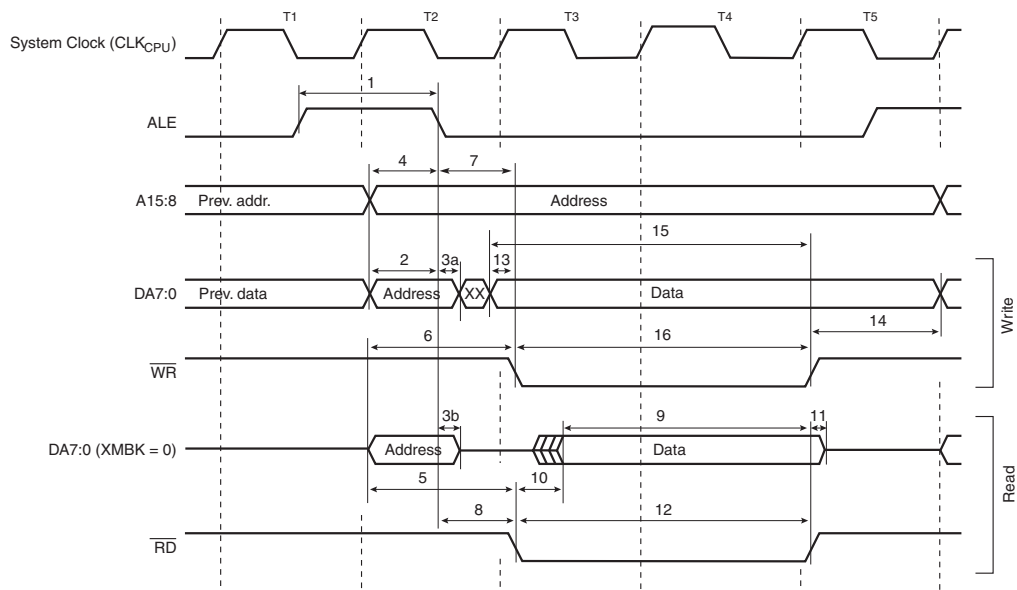 T1 T2 T3 T4 T5
System Clock (CLKCPU)
1
ALE
4 7
A15:8 Prev. addr. Address
15
2 3a 13
DA7:0 Prev. data Address XX Data
14
6 16
WR
Write
3b 9 11
DA7:0 (XMBK = 0) Address Data
5 10
8 12
RD
Read